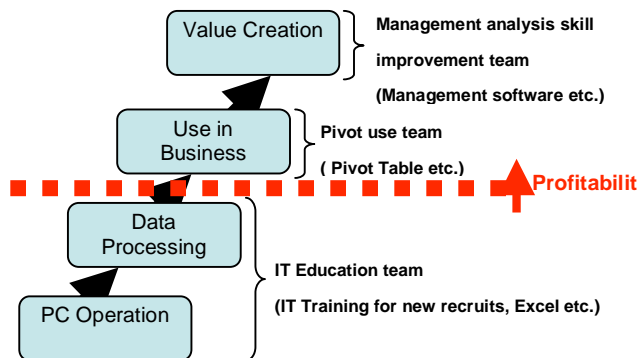 Value Creation
Management analysis skill
improvement team
(Management software etc.)
Use in
Business
Pivot use team
( Pivot Table etc.)
Profitabilit
Data
Processing
IT Education team
(IT Training for new recruits, Excel etc.)
PC Operation